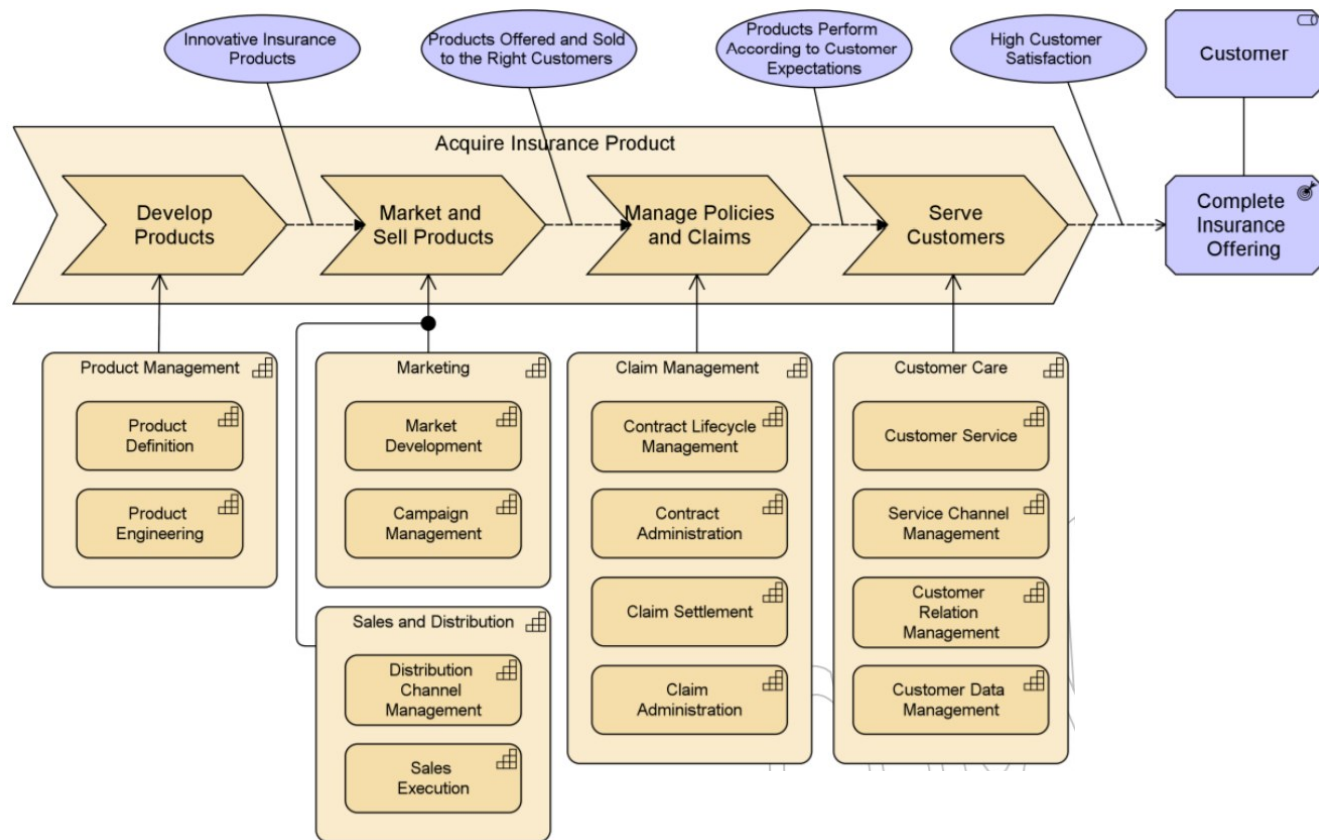 Innovative Insurance
Products
Products Offered and Sold
to the Right Customers
Products Perform
According to Customer
Expectations
High Customer
Satisfaction
Customer
Acquire Insurance Product
Develop
Products
Market and
Sell Products
Manage Policies
and Claims
Serve
Customers
Complete
Insurance
Offering
Product Management
Product
Definition
Product
Engineering
Marketing
Market
Development
Campaign
Management
Sales and Distribution
Distribution
Channel
Management
Sales
Execution
Claim Management
Contract Lifecycle
Management
Contract
Administration
Claim Settlement
Claim
Administration
Customer Care
Customer Service
Service Channel
Management
Customer
Relation
Management
Customer Data
Management